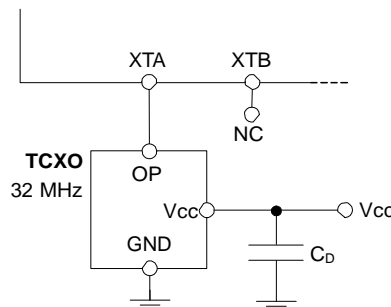 XTA
XTB
NC
TCXO
32 MHz
OP
Vcc
Vcc
GND
CD